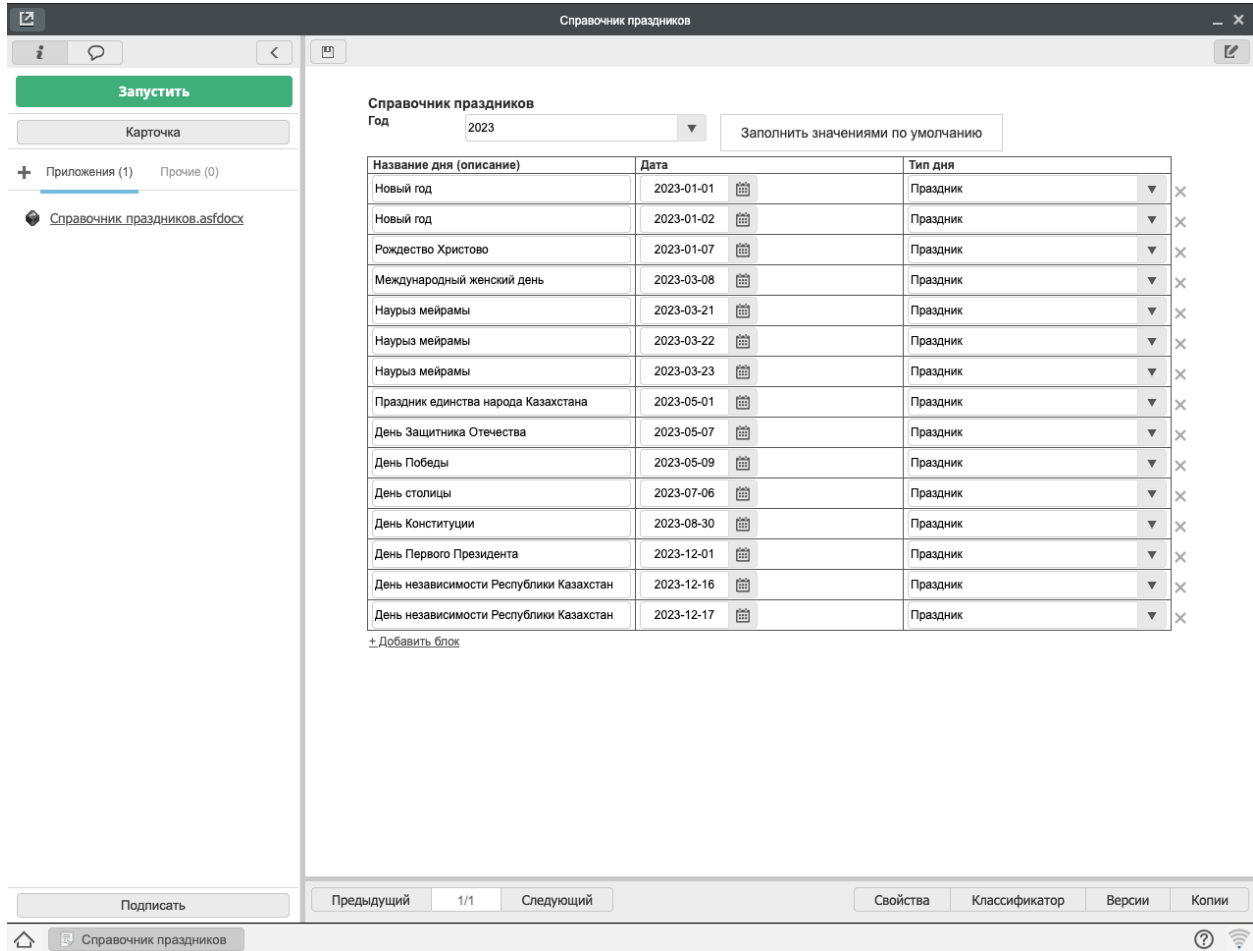 Справочник праздников
Запустить
Карточка
Приложения (1) Прочие (0)
Справочник праздников.asfdocx
Подписать
Справочник праздников
Год 2023 Заполнить значениями по умолчанию
Название дня (описание) Дата Тип дня
Новый год 2023-01-01 Праздник
Новый год 2023-01-02 Праздник
Рождество Христово 2023-01-07 Праздник
Международный женский день 2023-03-08 Праздник
Наурыз мейрамы 2023-03-21 Праздник
Наурыз мейрамы 2023-03-22 Праздник
Наурыз мейрамы 2023-03-23 Праздник
Праздник единства народа Казахстана 2023-05-01 Праздник
День Защитника Отечества 2023-05-07 Праздник
День Победы 2023-05-09 Праздник
День столицы 2023-07-06 Праздник
День Конституции 2023-08-30 Праздник
День Первого Президента 2023-12-01 Праздник
День независимости Республики Казахстан 2023-12-16 Праздник
День независимости Республики Казахстан 2023-12-17 Праздник
+ Добавить блок
Предыдущий 1/1 Следующий Свойства Классификатор Версии Копии
Справочник праздников